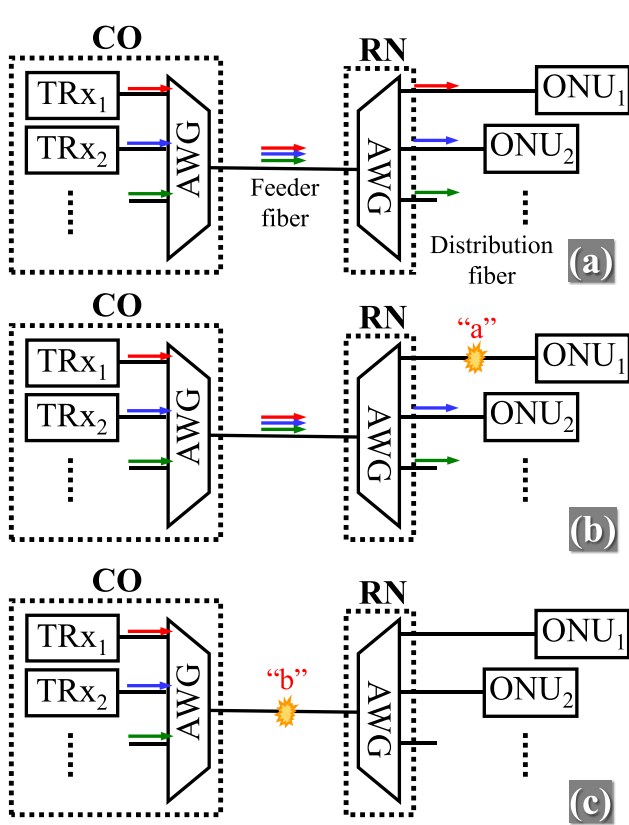 CO
RN
TRx1
AWG
AWG
ONU1
TRx2
ONU2
Feeder
fiber
Distribution
fiber
(a)
CO
RN
“a”
TRx1
AWG
AWG
ONU1
TRx2
ONU2
(b)
CO
RN
TRx1
AWG
“b”
AWG
ONU1
TRx2
ONU2
(c)